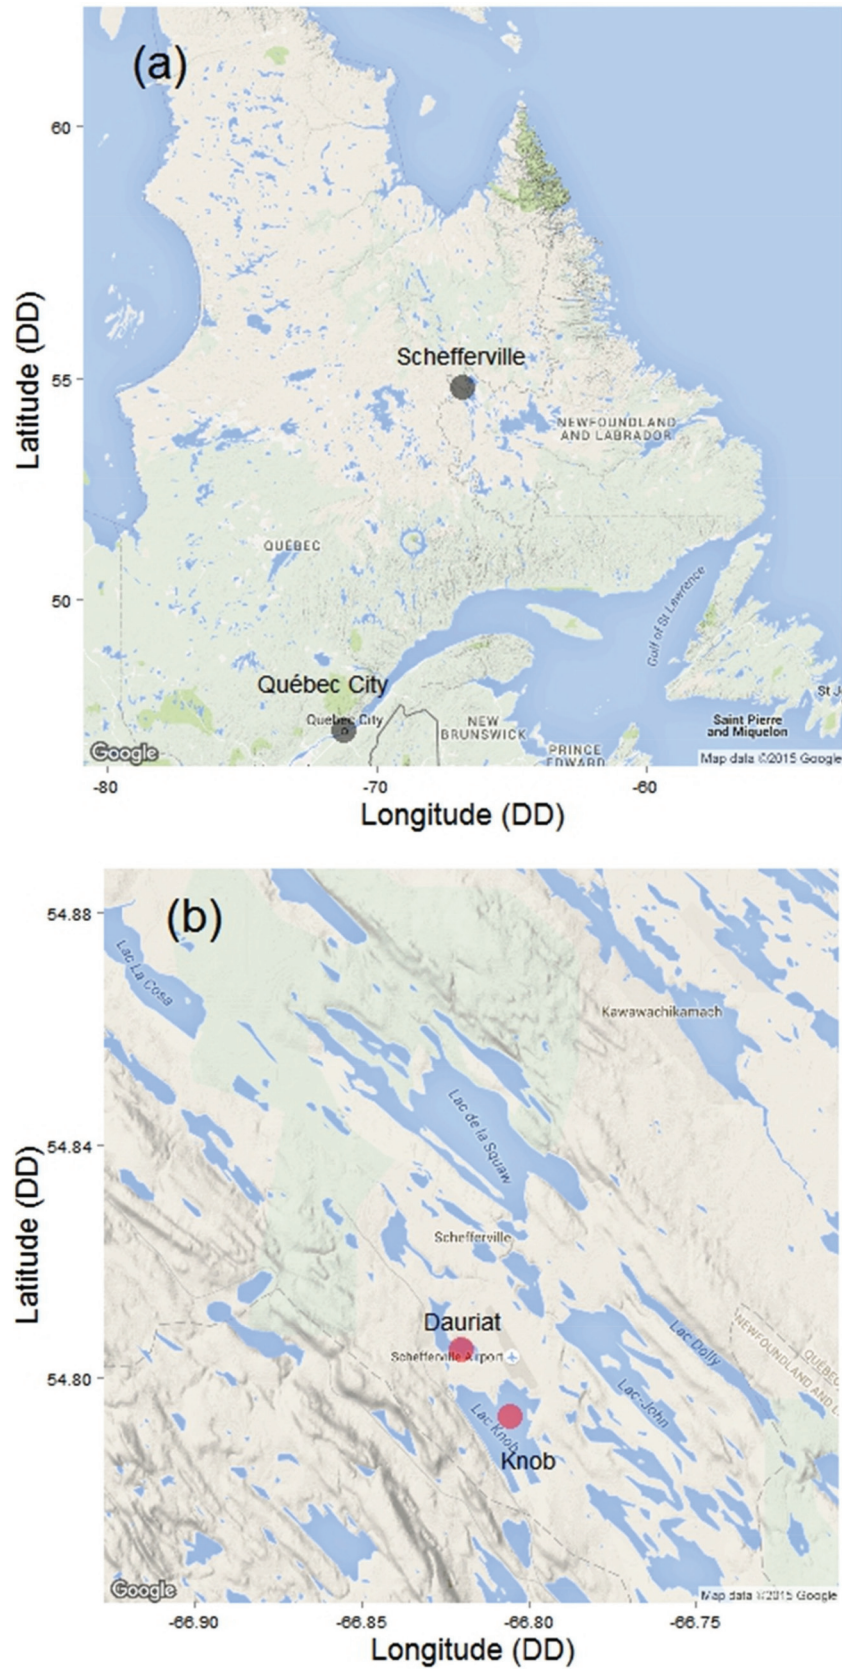 (a)
60
55
50
Latitude (DD)
Schefferville
NEWFOUNDLAND
AND LABRADOR
QUÉBEC
Gulf of St Lawrence
Québec City
Quebec City
NEW
BRUNSWICK
PRINCE
EDWARD
St J
Saint Pierre
and Miquelon
Google
Map data ©2015 Google
-80
-70
-60
Longitude (DD)
(b)
54.88
54.84
54.80
Latitude (DD)
Lac La Cosa
Kawawachikamach
Lac de la Squaw
Schefferville
Dauriat
Schefferville Airport
Lac Dolly
Lac John
QUÉBEC
NEWFOUNDLAND AND L
Lac Knob
Knob
Google
Map data ©2015 Google
-66.90
-66.85
-66.80
-66.75
Longitude (DD)